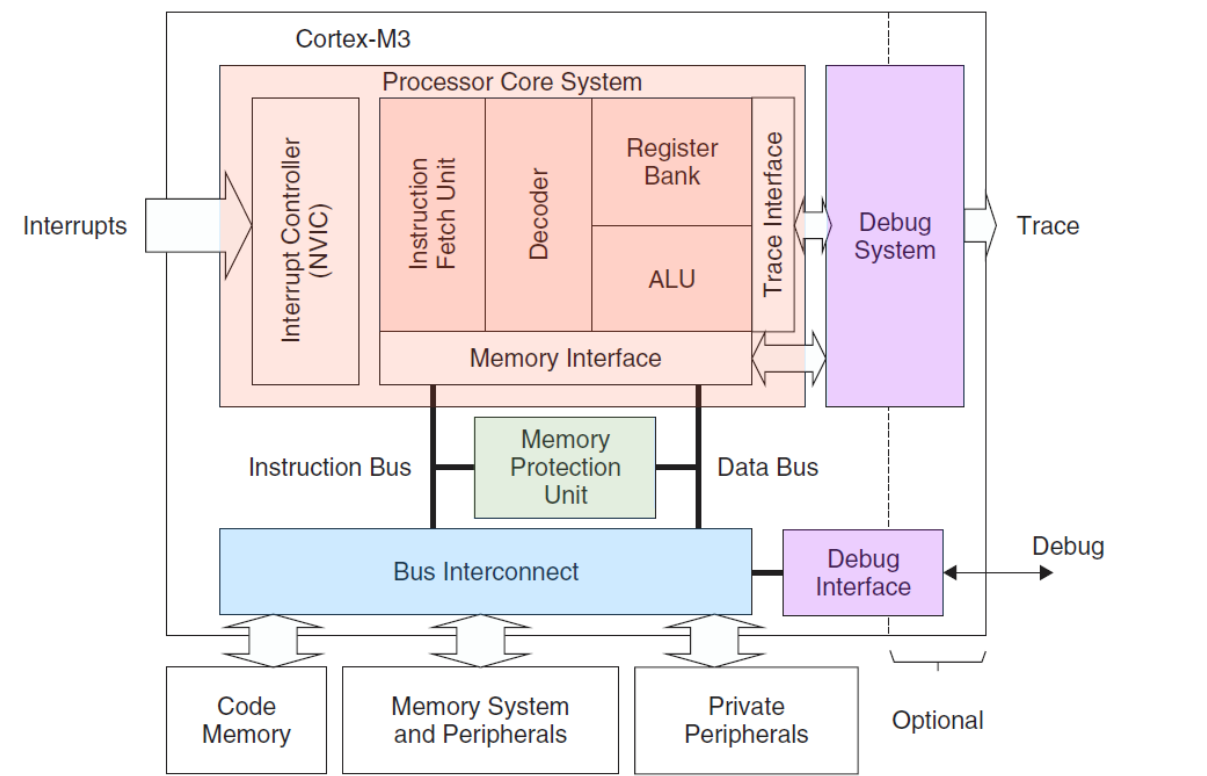 Cortex-M3
Processor Core System
Interrupts
Interrupt Controller
(NVIC)
Instruction
Fetch Unit
Decoder
Register
Bank
ALU
Trace Interface
Debug
System
Trace
Memory Interface
Instruction Bus
Memory
Protection
Unit
Data Bus
Bus Interconnect
Debug
Interface
Debug
Code
Memory
Memory System
and Peripherals
Private
Peripherals
Optional